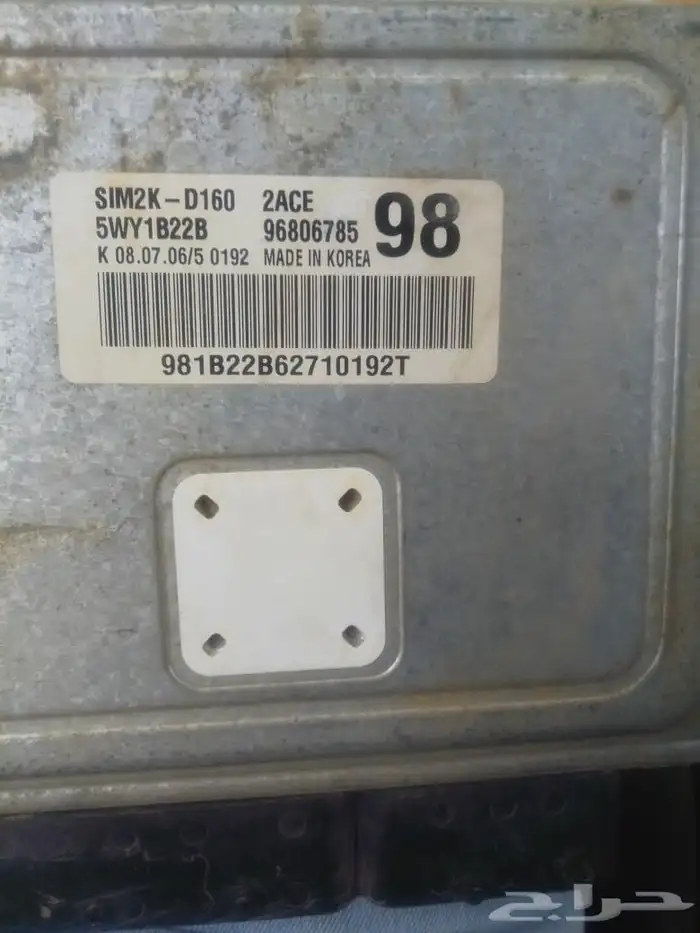 SIM2K-D160 2ACE
5WY1B22B 96806785 98
K 08.07.06/5 0192 MADE IN KOREA
981B22B62710192T
حراج